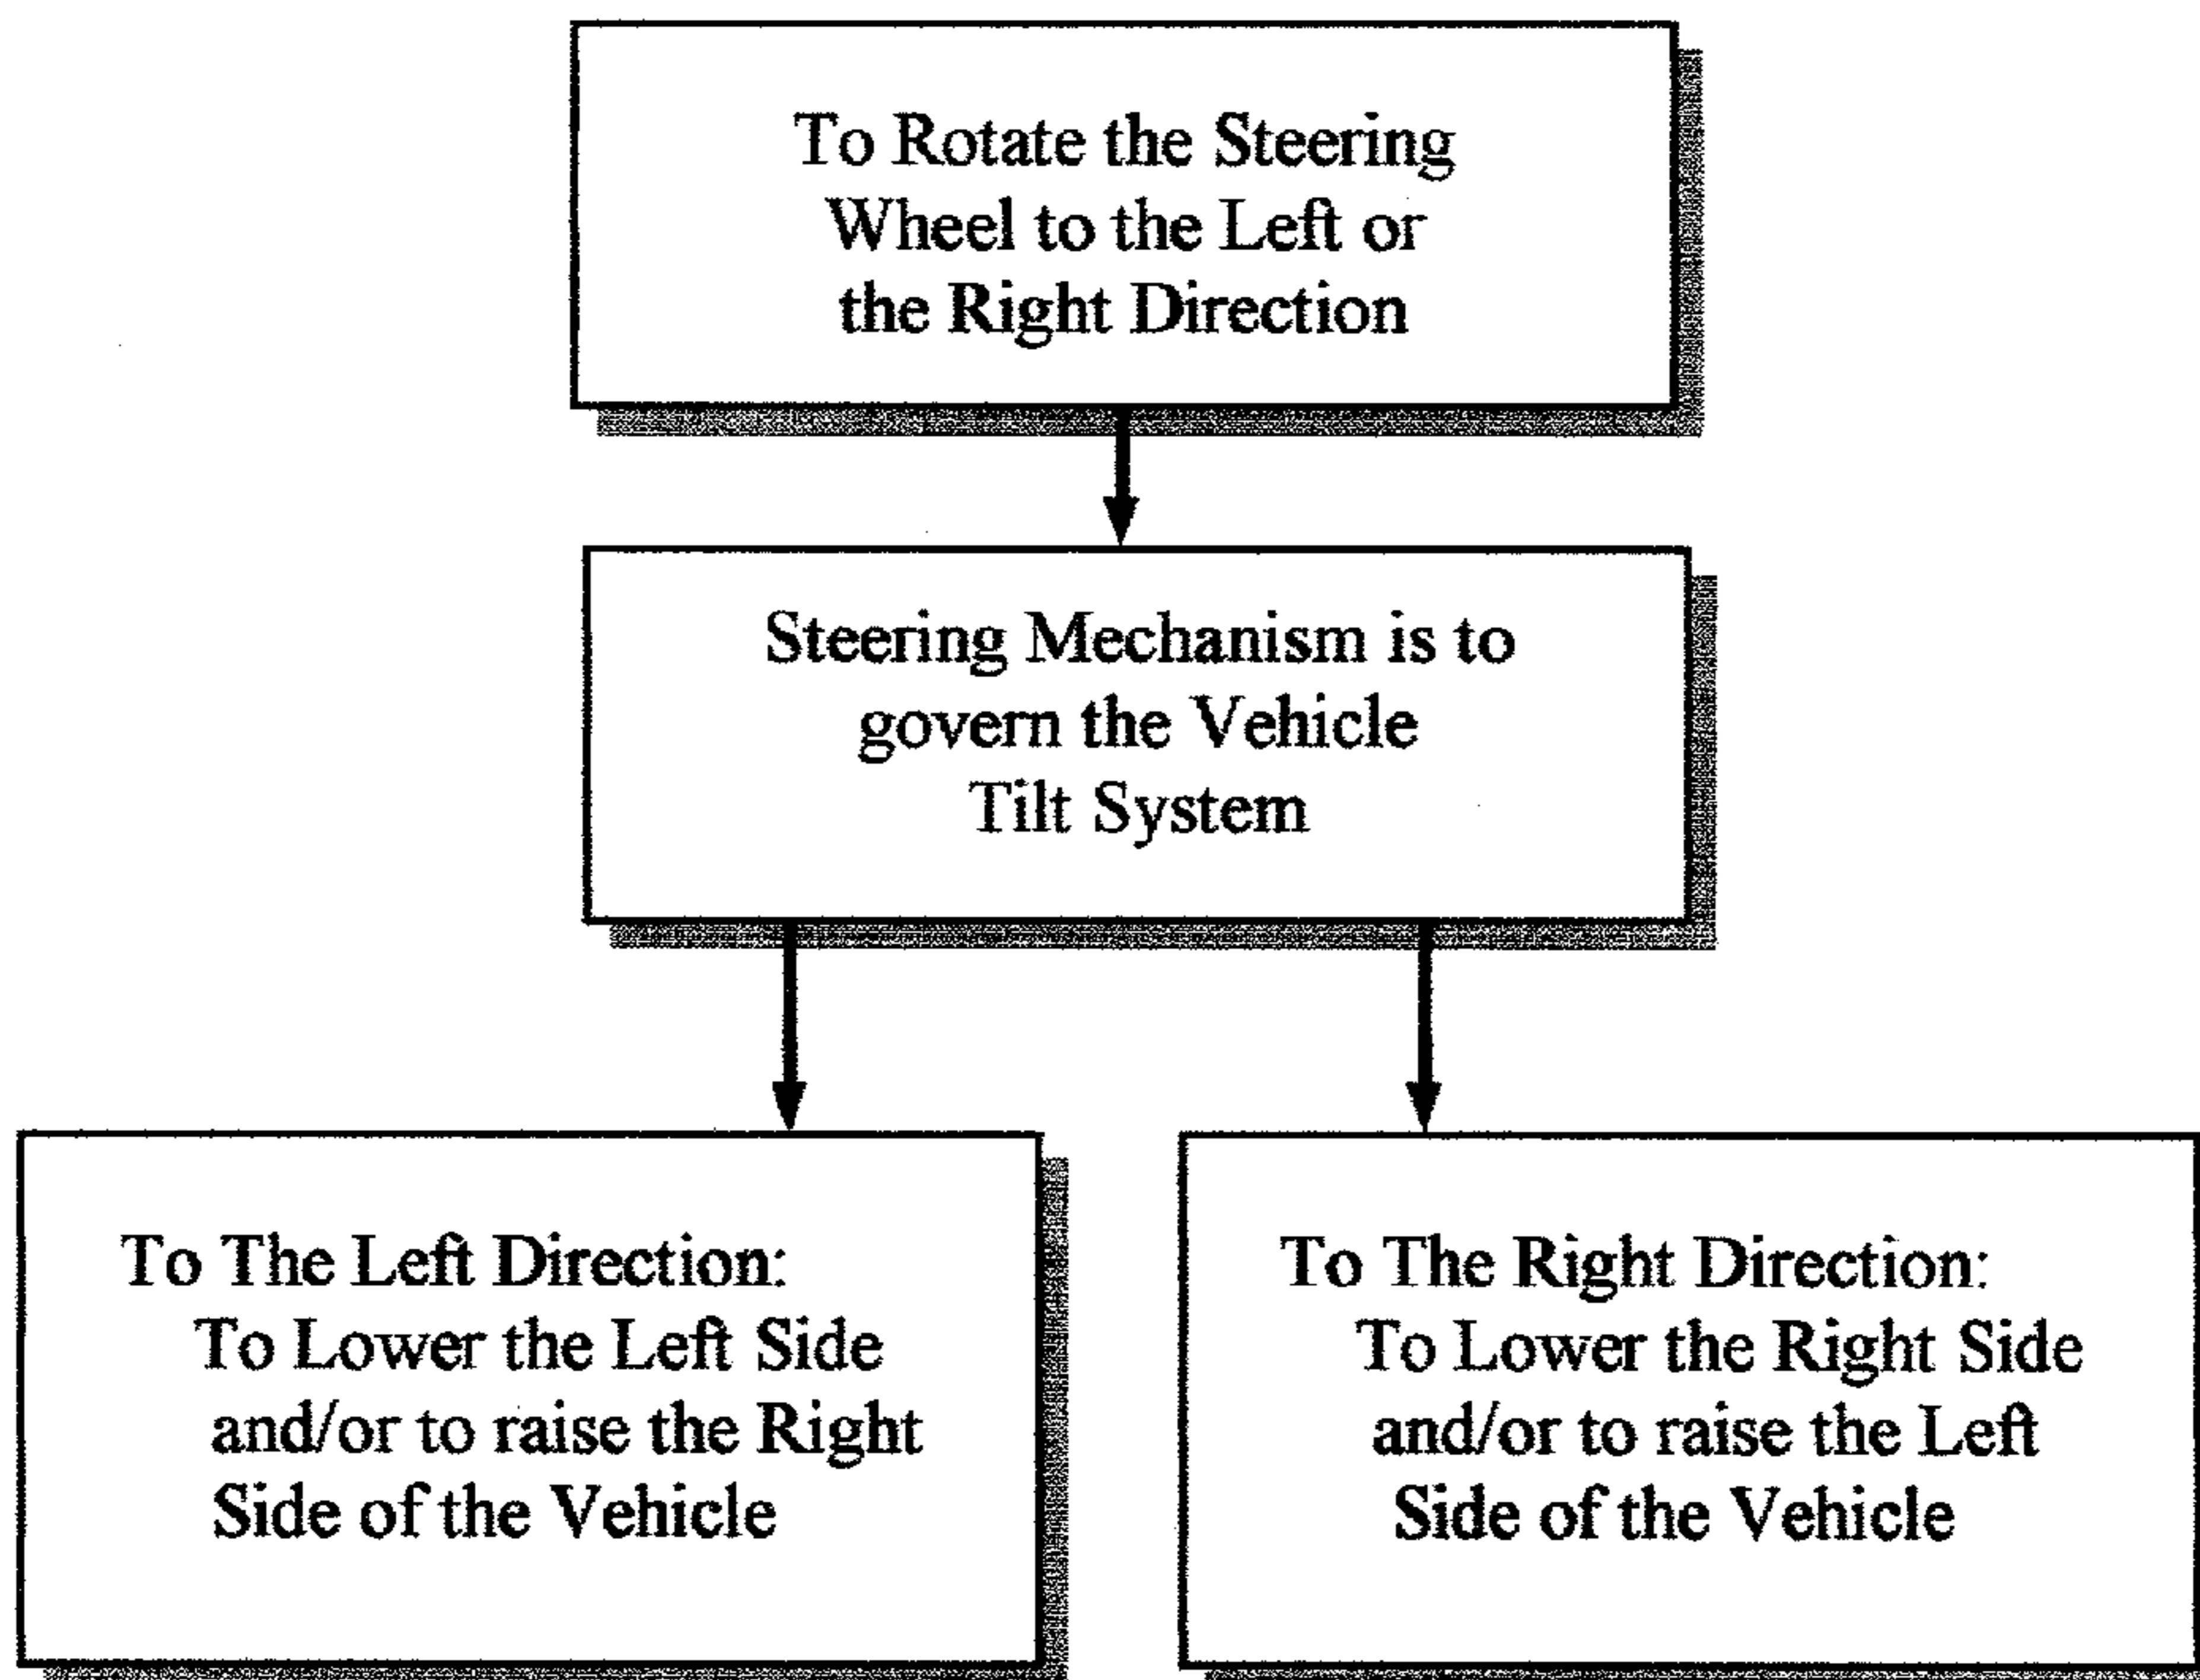 To Rotate the Steering
Wheel to the Left or
the Right Direction
Steering Mechanism is to
govern the Vehicle
Tilt System
To The Left Direction:
To Lower the Left Side
and/or to raise the Right
Side of the Vehicle
To The Right Direction:
To Lower the Right Side
and/or to raise the Left
Side of the Vehicle